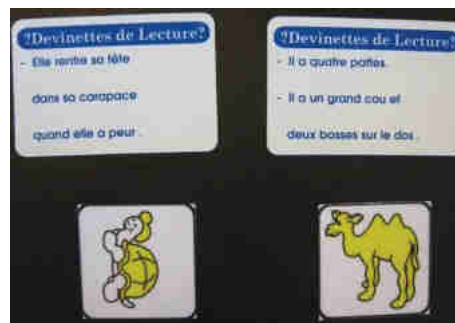 ?Devinettes de Lecture?
- Elle rentre sa tête
dans sa carapace
quand elle a peur.
?Devinettes de Lecture?
- Il a quatre pattes.
- Il a un grand cou et
deux bosses sur le dos.